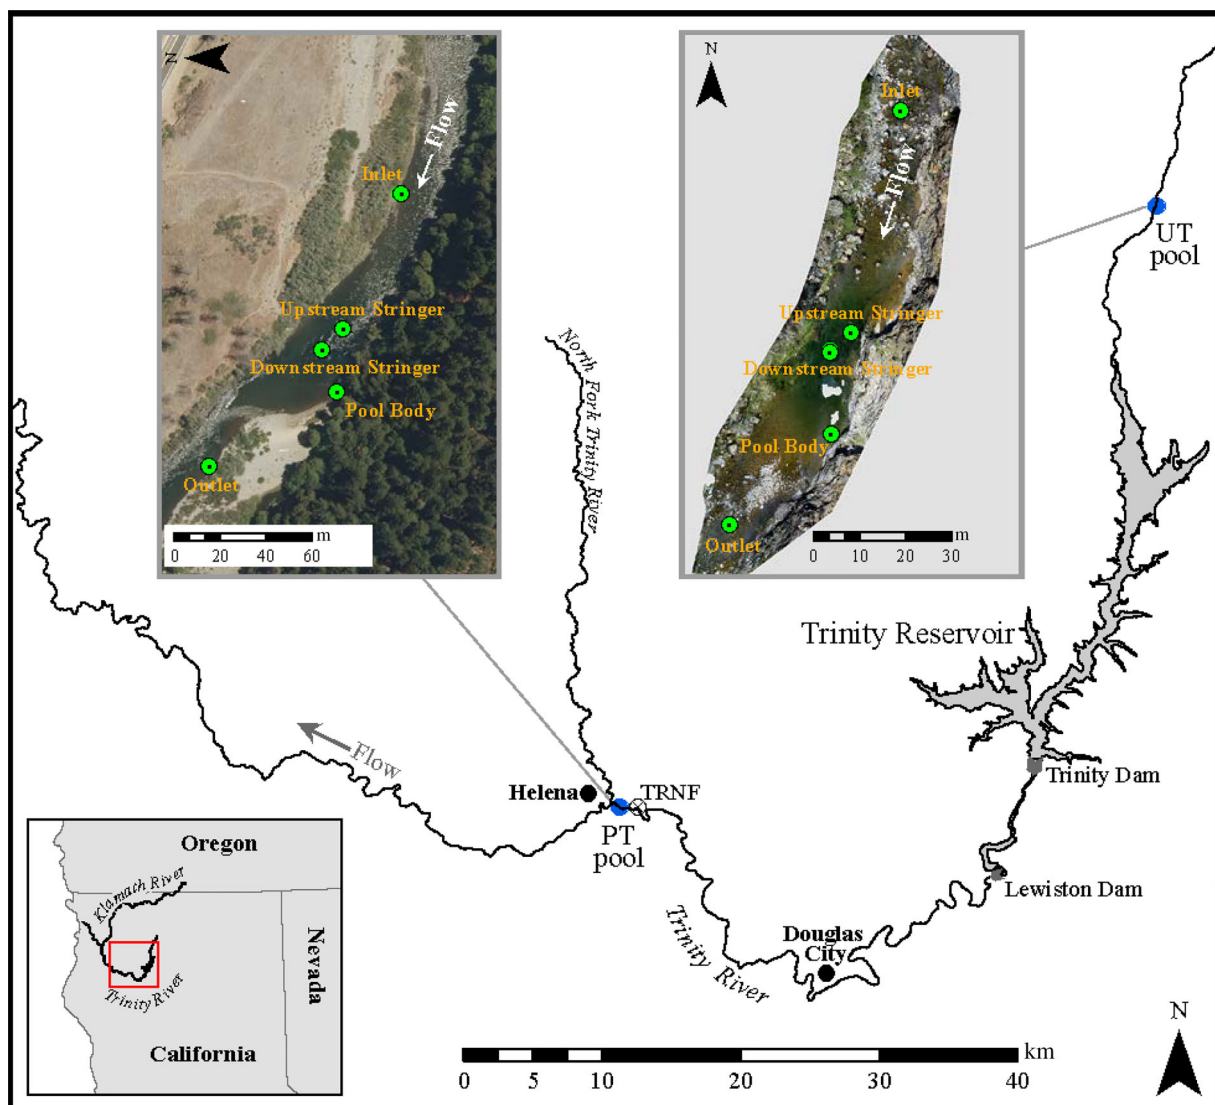 N
Flow
Inlet
Upstream Stringer
Downstream Stringer
Pool Body
Outlet
m
0 20 40 60
N
Inlet
Flow
Upstream Stringer
Downstream Stringer
Pool Body
Outlet
m
0 10 20 30
UT
pool
North Fork Trinity River
Trinity Reservoir
Flow
Trinity Dam
Helena
TRNF
PT
pool
Lewiston Dam
Trinity River
Douglas
City
Oregon
Klamach River
Nevada
Trinity River
California
N
km
0 5 10 20 30 40